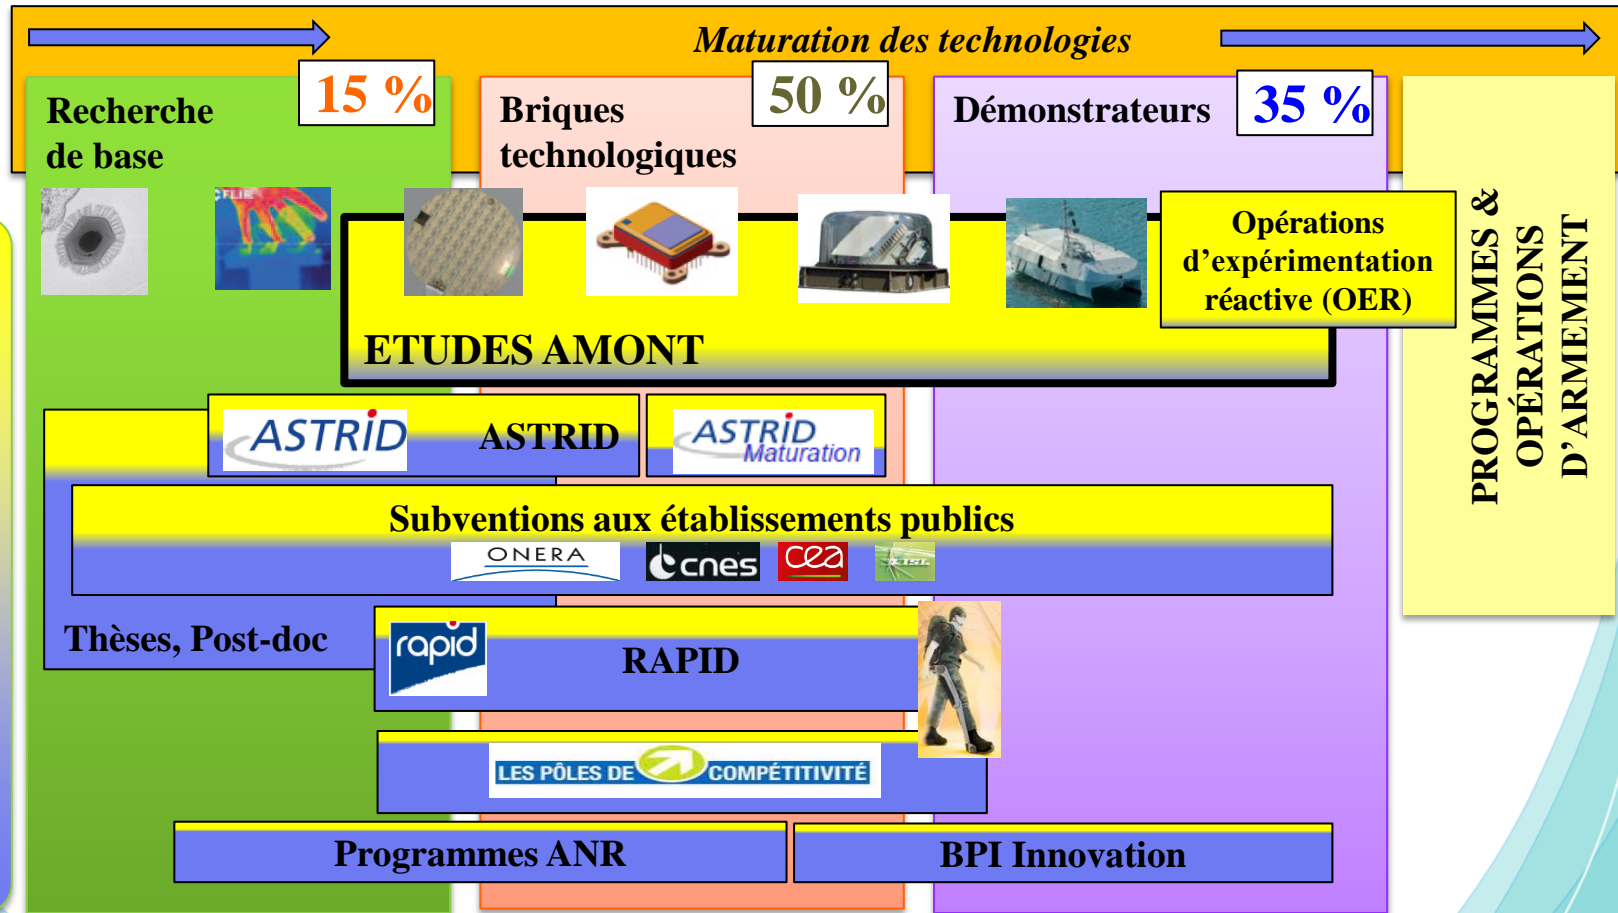 Maturation des technologies
Recherche
de base
15 %
Briques
technologiques
50 %
Démonstrateurs
35 %
FLIR
Opérations
d’expérimentation
réactive (OER)
PROGRAMMES &
OPÉRATIONS
D’ARMEMENT
ETUDES AMONT
ASTRiD
ASTRID
ASTRiD
Maturation
Subventions aux établissements publics
ONERA
cnes
cea
ISL
Thèses, Post-doc
rapid
RAPID
LES PÔLES DE COMPÉTITIVITÉ
Programmes ANR
BPI Innovation